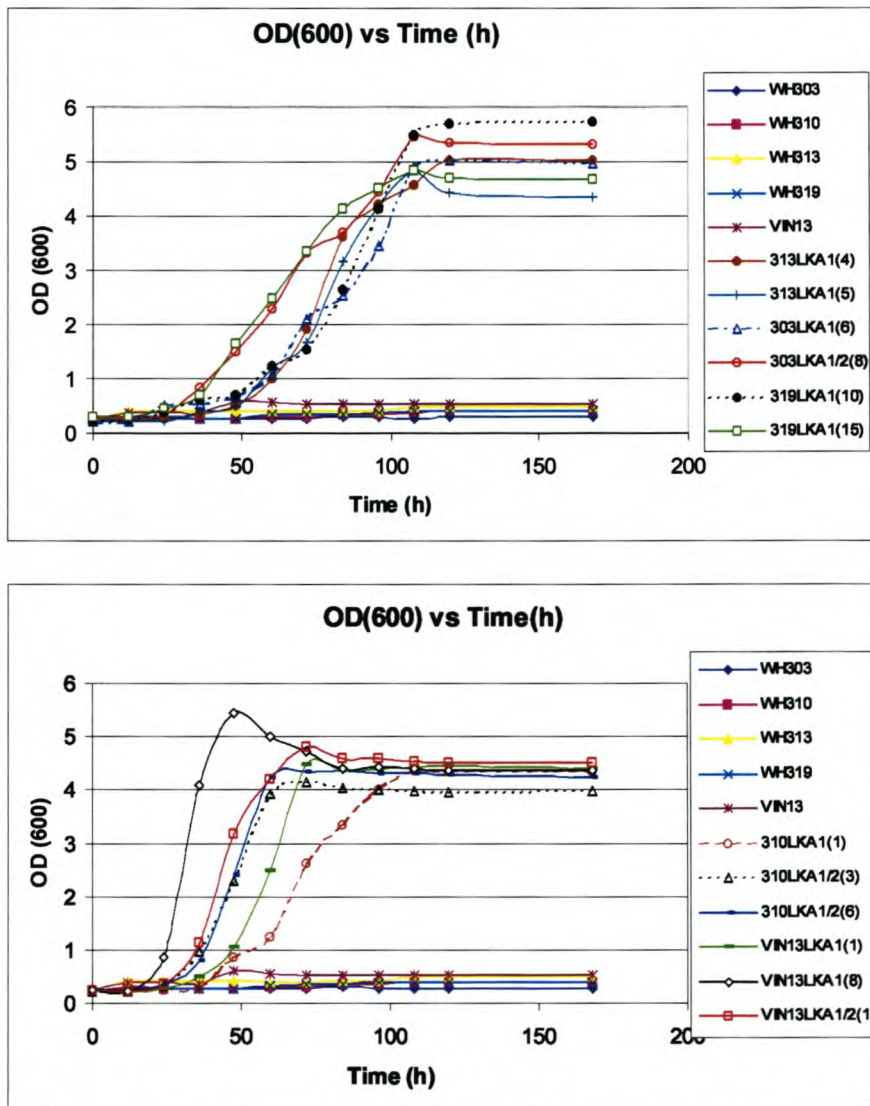 OD(600) vs Time (h)
OD (600)
6
5
4
3
2
1
0
0 50 100 150 200
Time (h)
WH303
WH310
WH313
WH319
VIN13
313LKA1(4)
313LKA1(5)
303LKA1(6)
303LKA1/2(8)
319LKA1(10)
319LKA1(15)
OD(600) vs Time(h)
OD (600)
6
5
4
3
2
1
0
0 50 100 150
Time (h)
WH303
WH310
WH313
WH319
VIN13
310LKA1(1)
310LKA1/2(3)
310LKA1/2(6)
VIN13LKA1(1)
VIN13LKA1(8)
VIN13LKA1/2(1